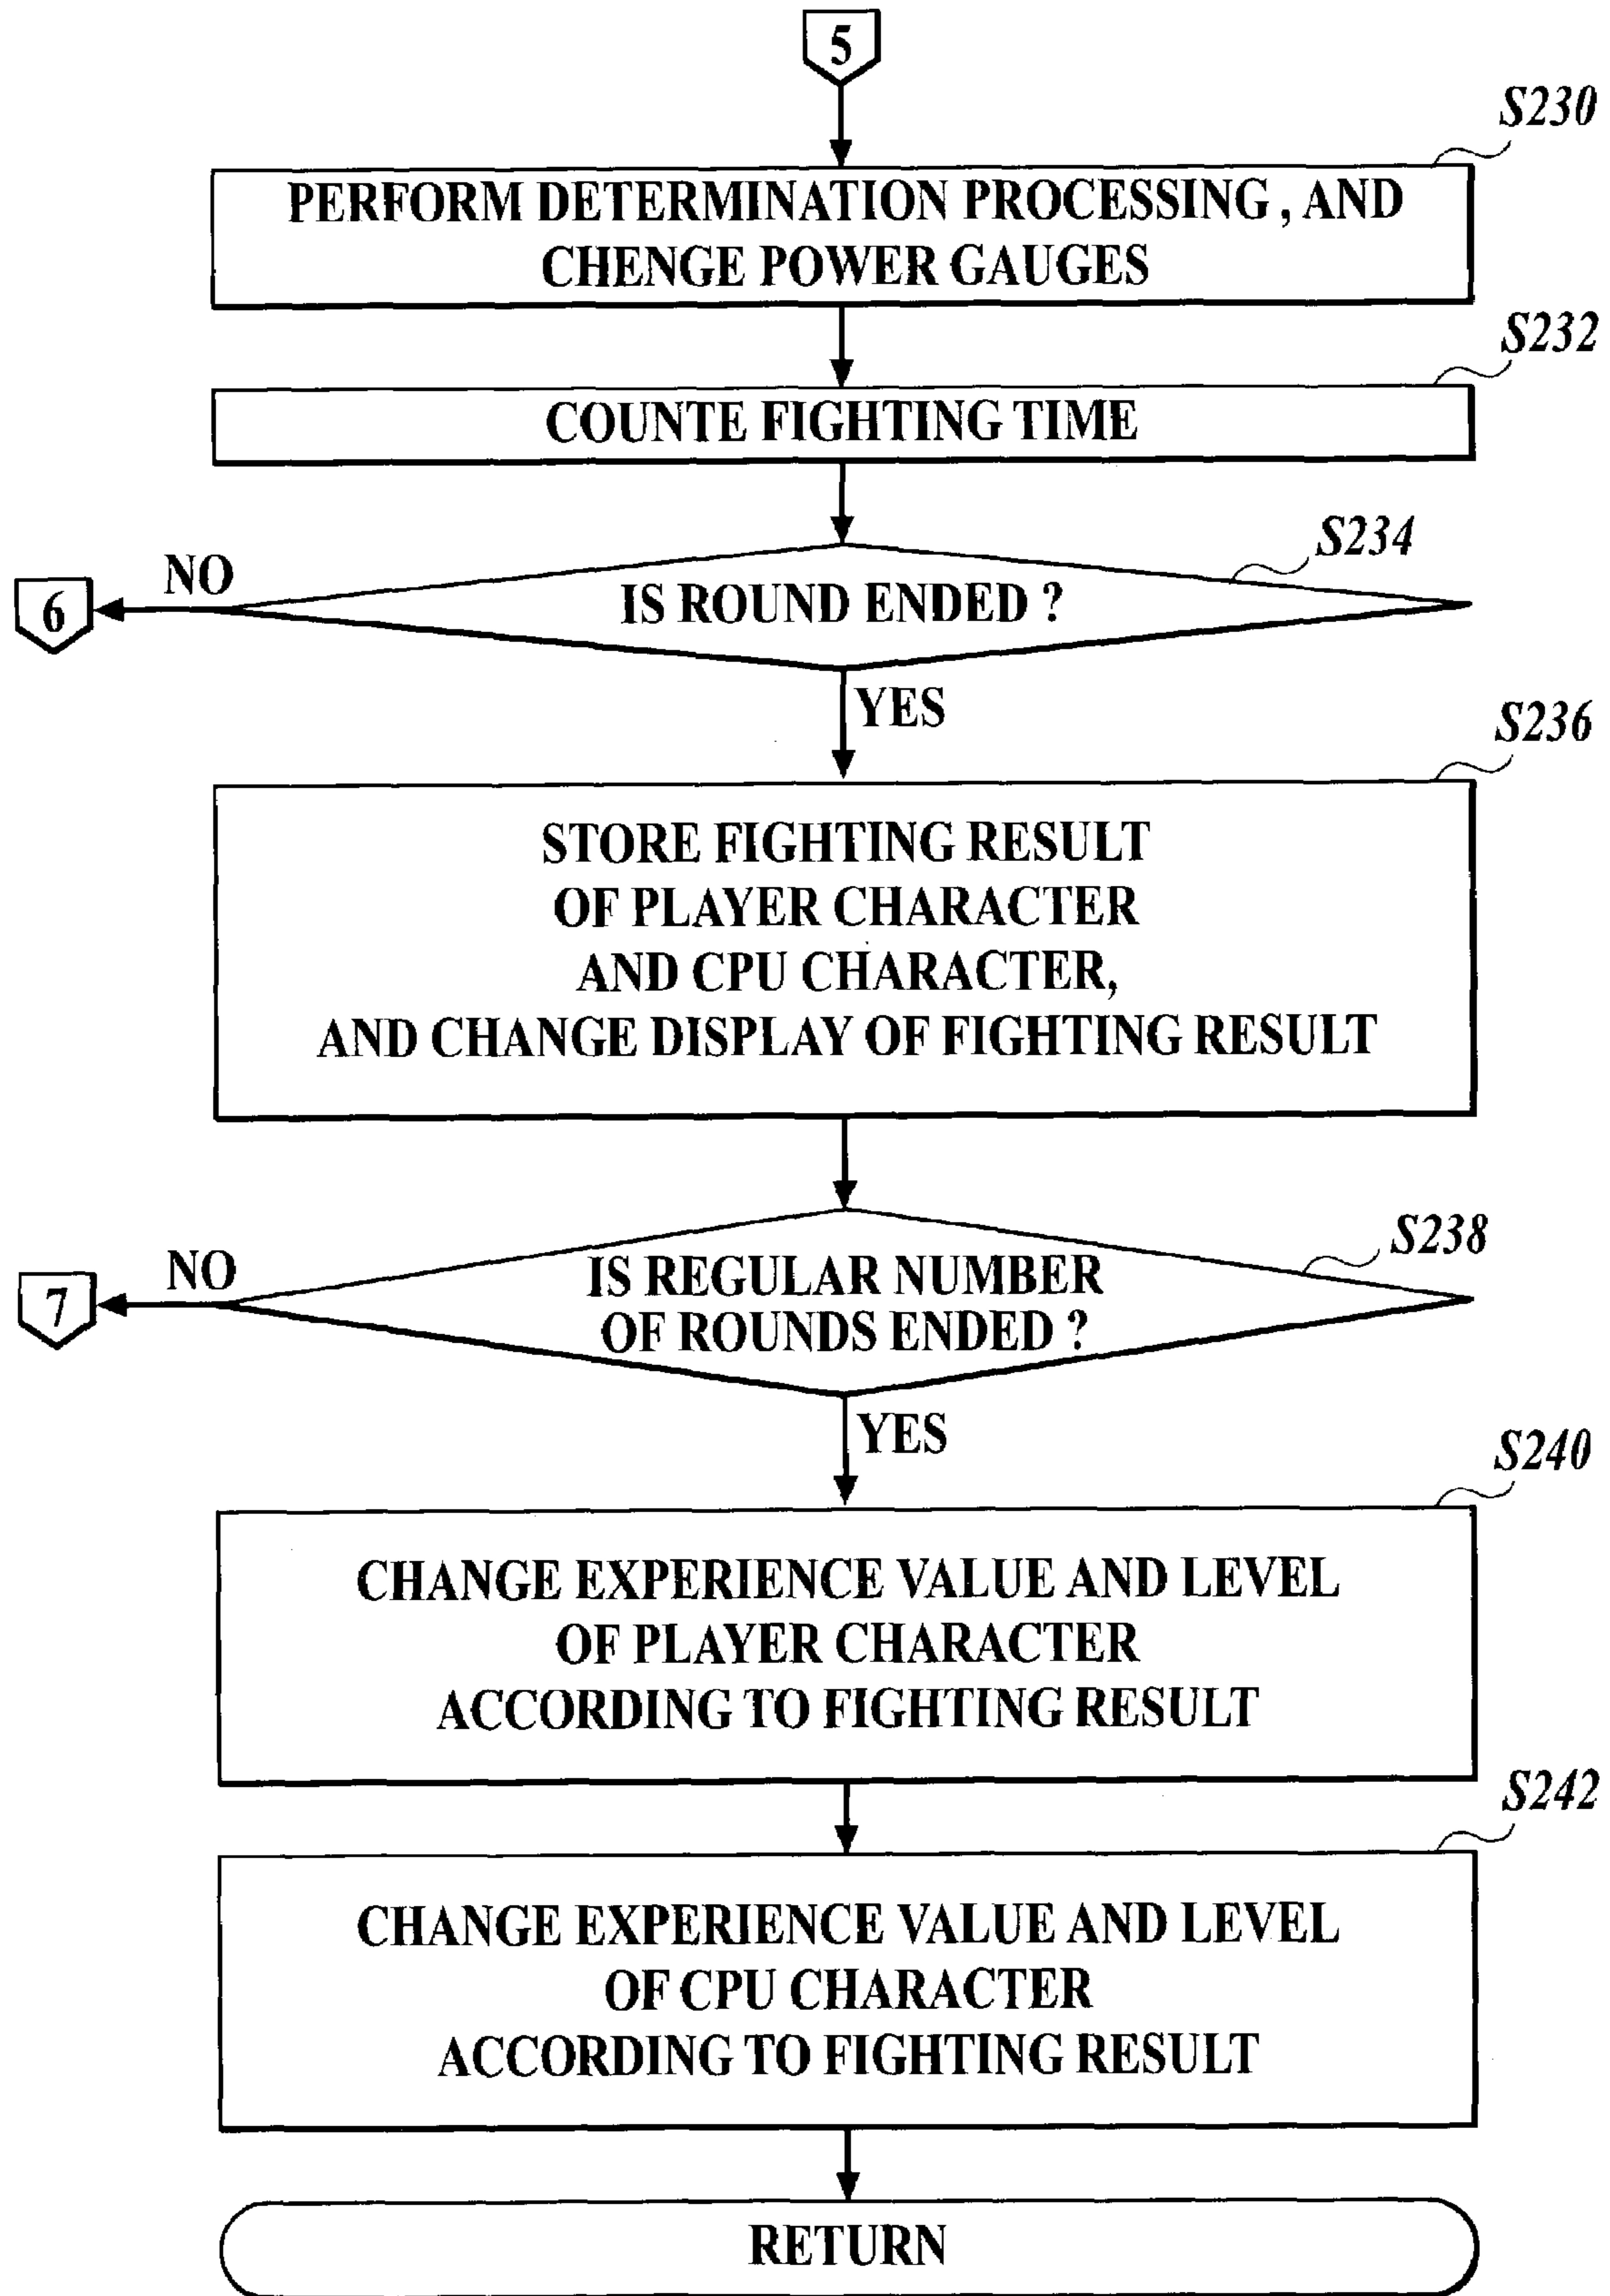 5
S230
PERFORM DETERMINATION PROCESSING , AND
CHENGE POWER GAUGES
S232
COUNTE FIGHTING TIME
S234
NO
6
IS ROUND ENDED ?
YES
S236
STORE FIGHTING RESULT
OF PLAYER CHARACTER
AND CPU CHARACTER,
AND CHANGE DISPLAY OF FIGHTING RESULT
S238
NO
7
IS REGULAR NUMBER
OF ROUNDS ENDED ?
YES
S240
CHANGE EXPERIENCE VALUE AND LEVEL
OF PLAYER CHARACTER
ACCORDING TO FIGHTING RESULT
S242
CHANGE EXPERIENCE VALUE AND LEVEL
OF CPU CHARACTER
ACCORDING TO FIGHTING RESULT
RETURN